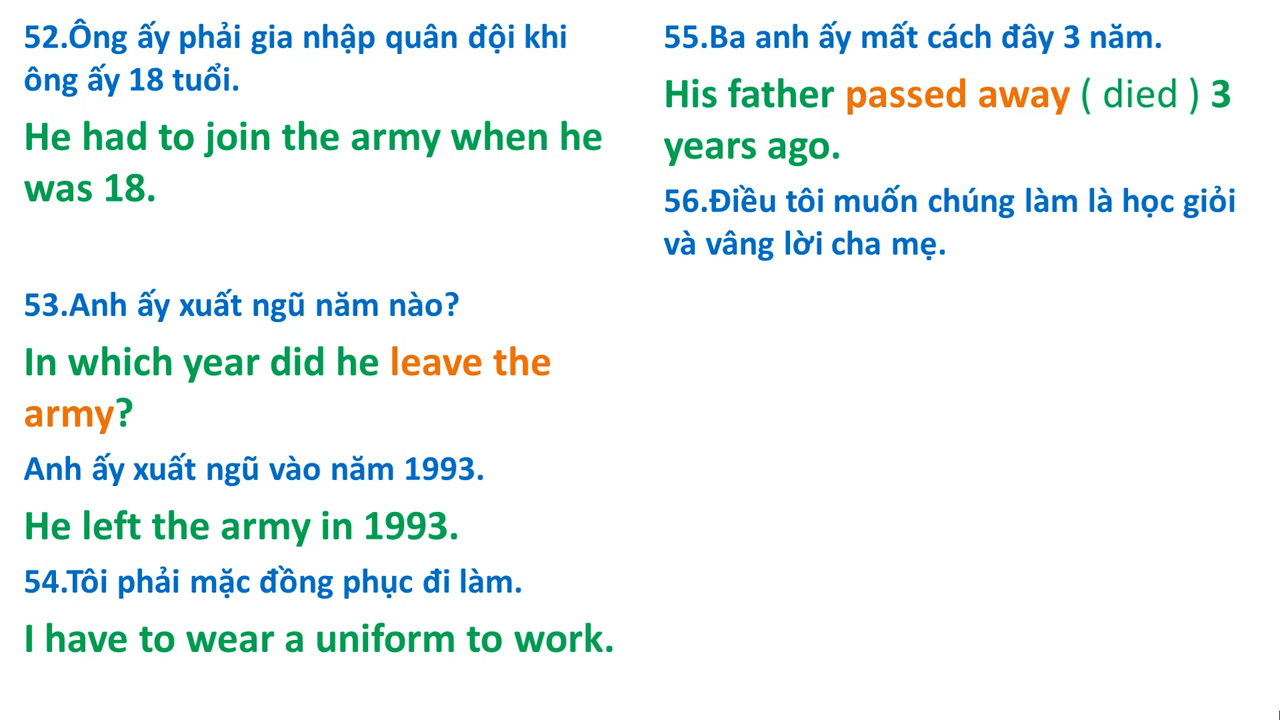 52.Ông ấy phải gia nhập quân đội khi
ông ấy 18 tuổi.
He had to join the army when he
was 18.
53.Anh ấy xuất ngũ năm nào?
In which year did he leave the
army?
Anh ấy xuất ngũ vào năm 1993.
He left the army in 1993.
54.Tôi phải mặc đồng phục đi làm.
I have to wear a uniform to work.
55.Ba anh ấy mất cách đây 3 năm.
His father passed away ( died ) 3
years ago.
56.Điều tôi muốn chúng làm là học giỏi
và vâng lời cha mẹ.